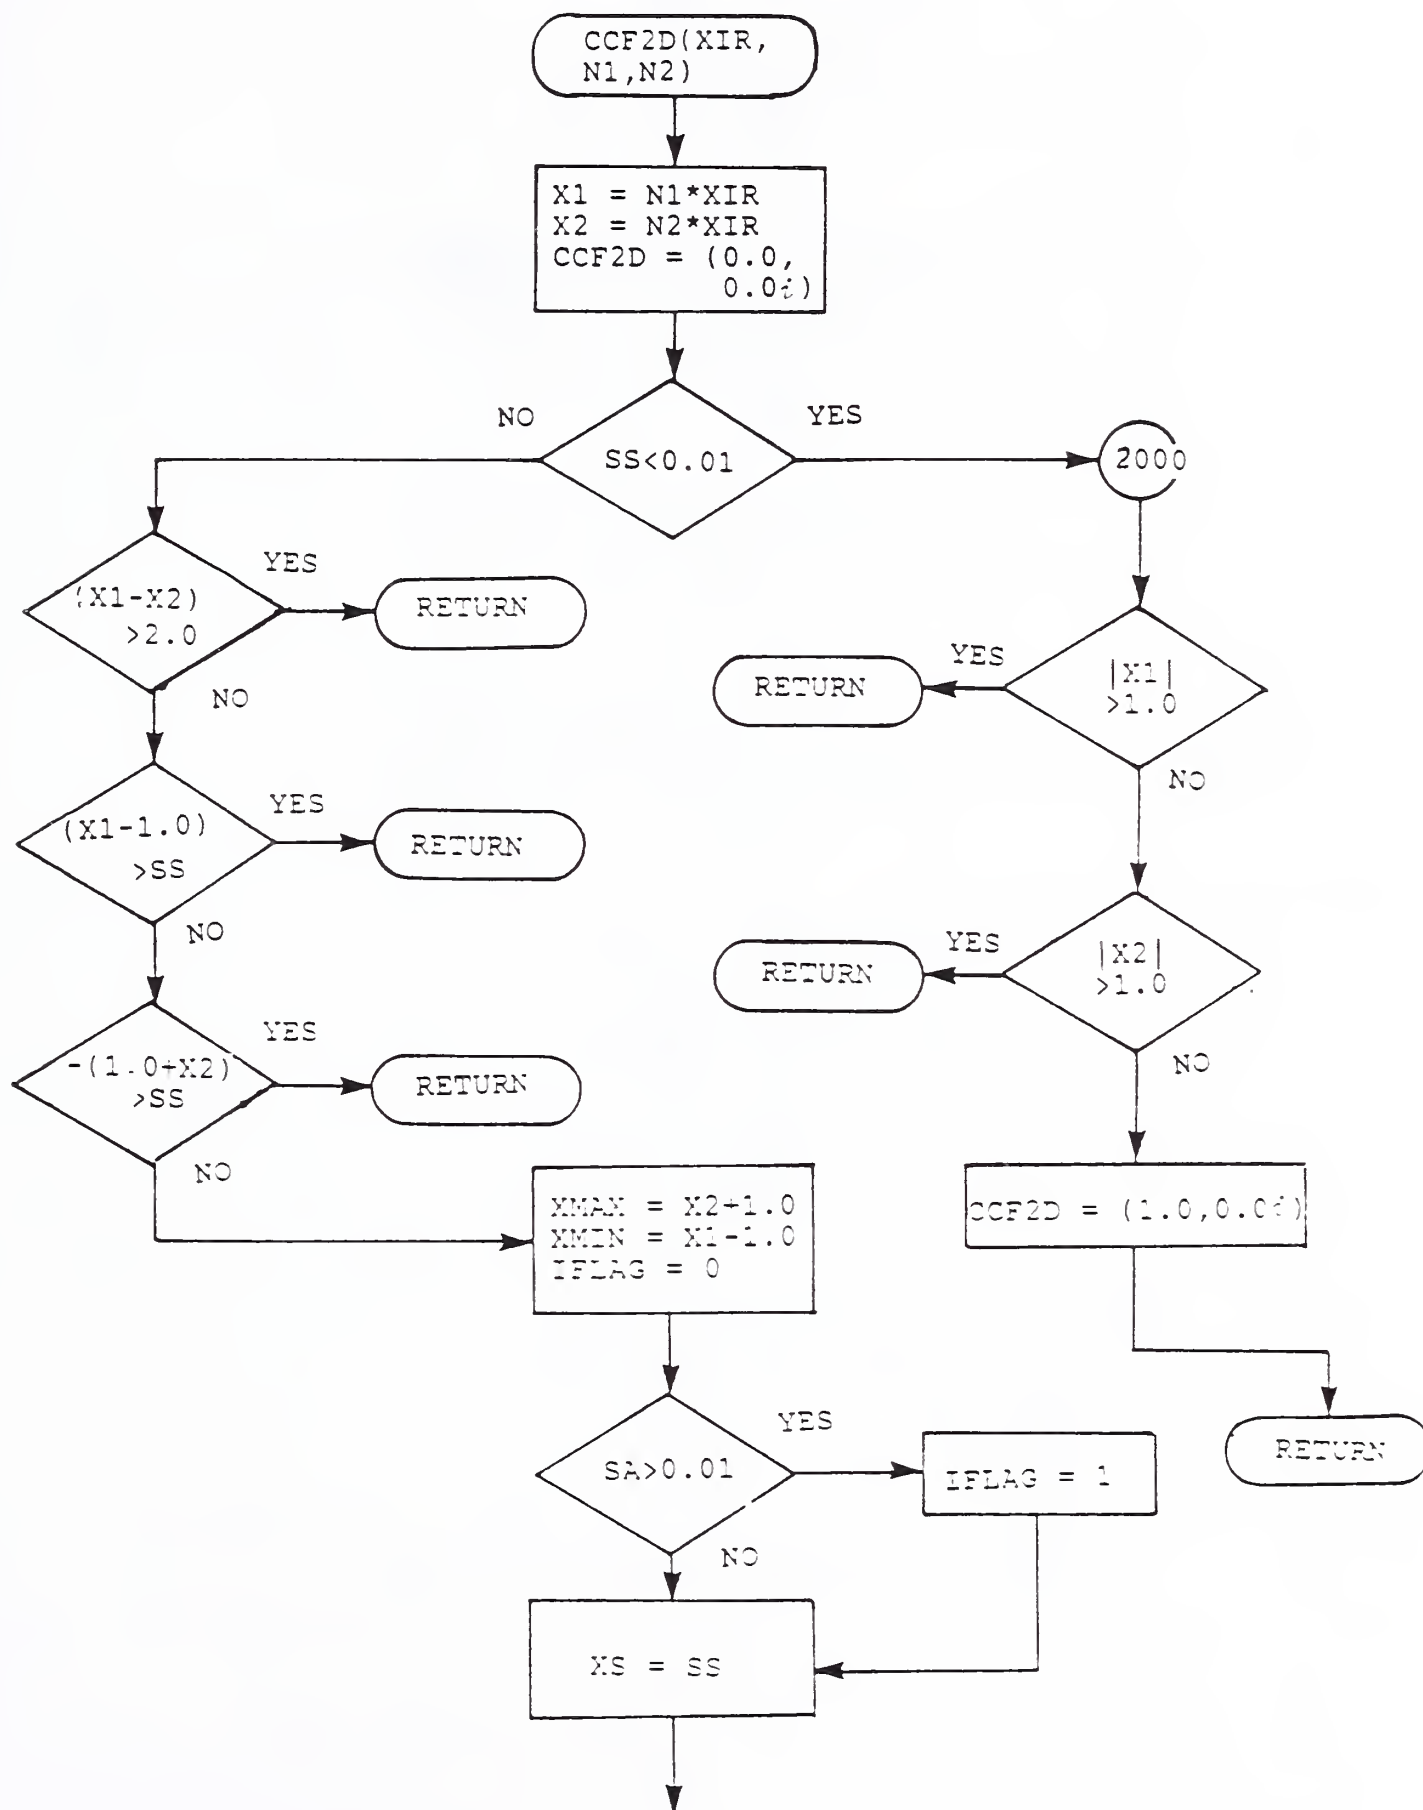 CCF2D(XIR,
N1,N2)
X1 = N1*XIR
X2 = N2*XIR
CCF2D = (0.0,
0.0i)
NO
YES
SS<0.01
2000
YES
(X1-X2)
>2.0
RETURN
NO
YES
|X1|
>1.0
RETURN
NO
YES
(X1-1.0)
>SS
RETURN
NO
YES
|X2|
>1.0
RETURN
NO
YES
-(1.0+X2)
>SS
RETURN
NO
XMAX = X2+1.0
XMIN = X1-1.0
IFLAG = 0
CCF2D = (1.0,0.0i)
YES
SA>0.01
IFLAG = 1
RETURN
NO
XS = SS